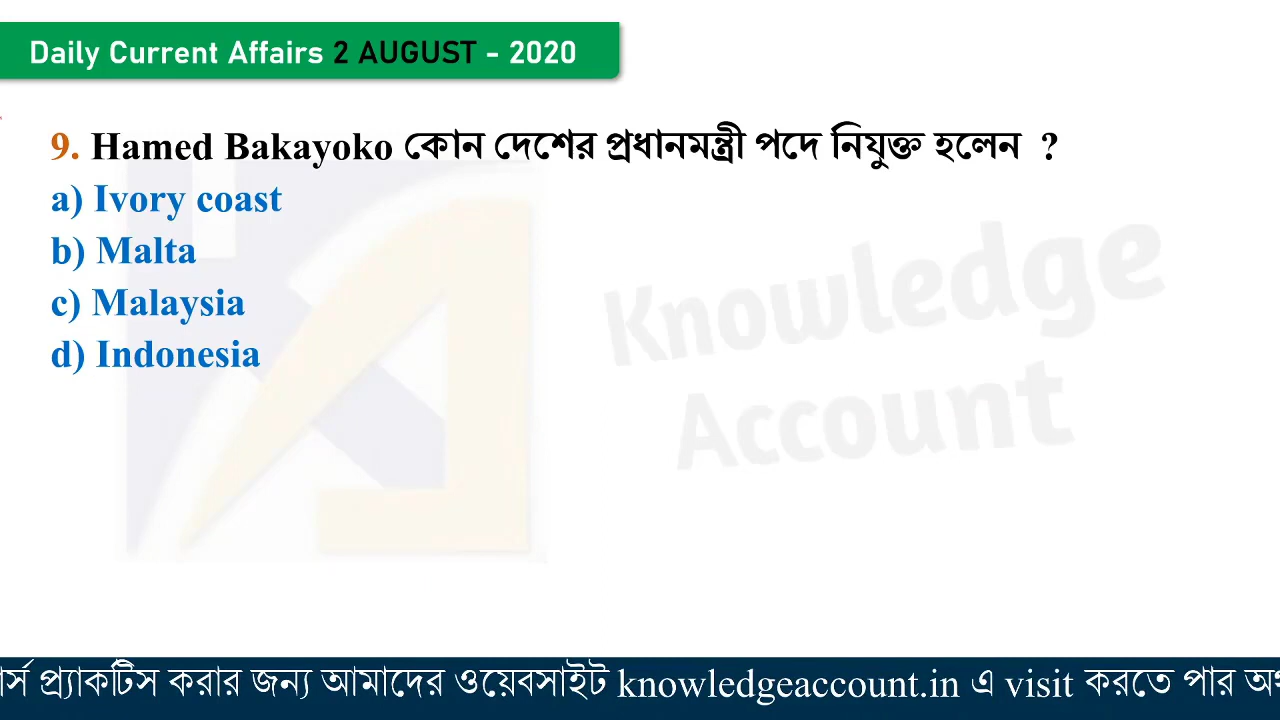 Daily Current Affairs 2 AUGUST - 2020
9. Hamed Bakayoko কোন দেশের প্রধানমন্ত্রী পদে নিযুক্ত হলেন ?
a) Ivory coast
b) Malta
c) Malaysia
d) Indonesia
Knowledge
Account
প্র্যাকটিস করার জন্য আমাদের ওয়েবসাইট knowledgeaccount.in এ visit করতে পার